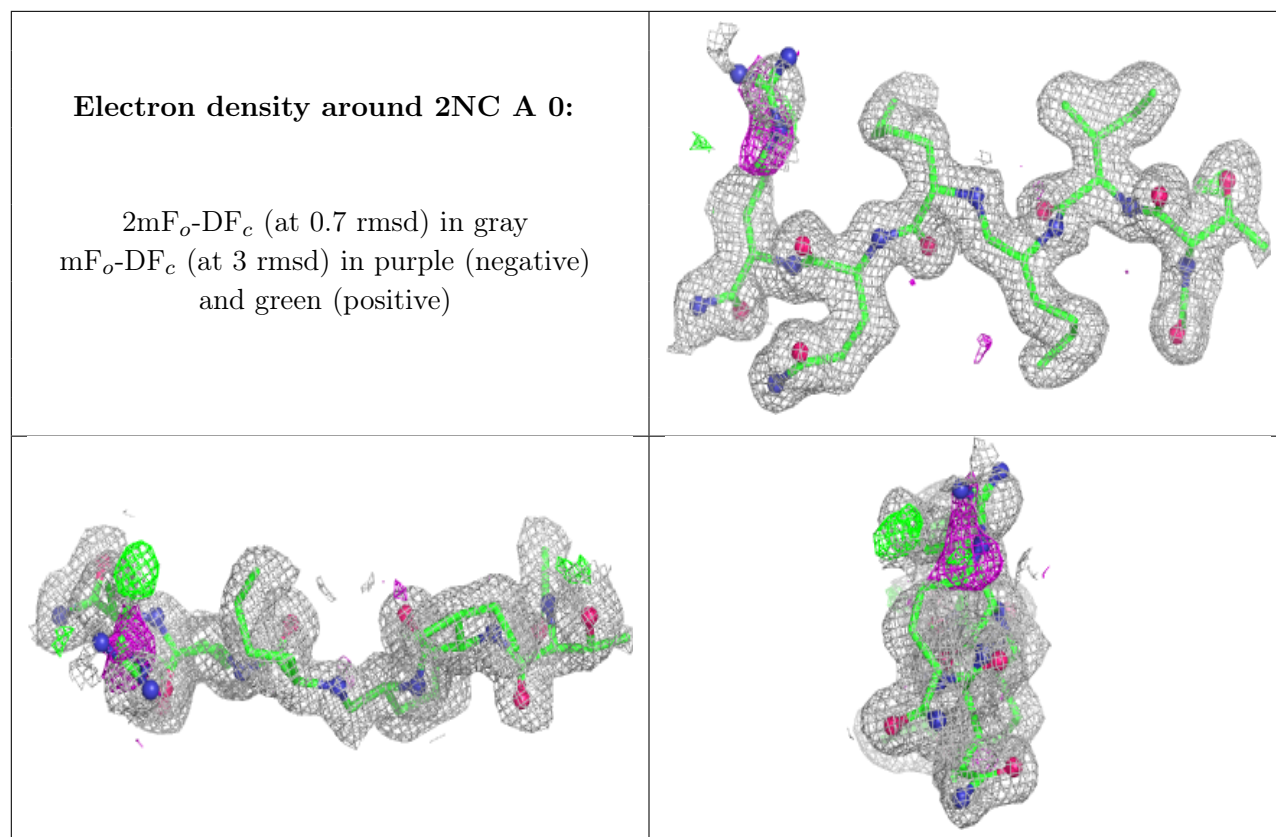 Electron density around 2NC A 0:
2mFₒ-DF𝒸 (at 0.7 rmsd) in gray
mFₒ-DF𝒸 (at 3 rmsd) in purple (negative)
and green (positive)